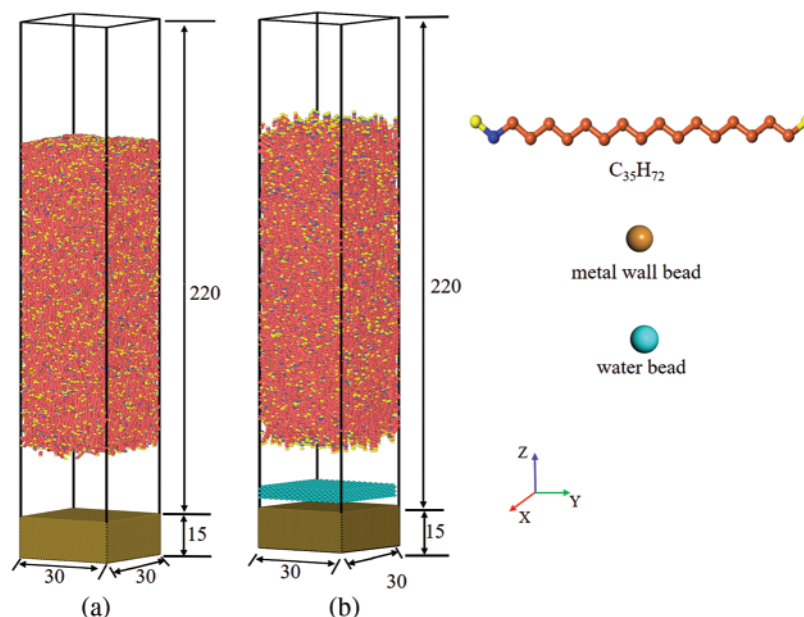 220
15
30
30
(a)
220
15
30
30
(b)
C₃₅H₇₂
metal wall bead
water bead
Z
Y
X